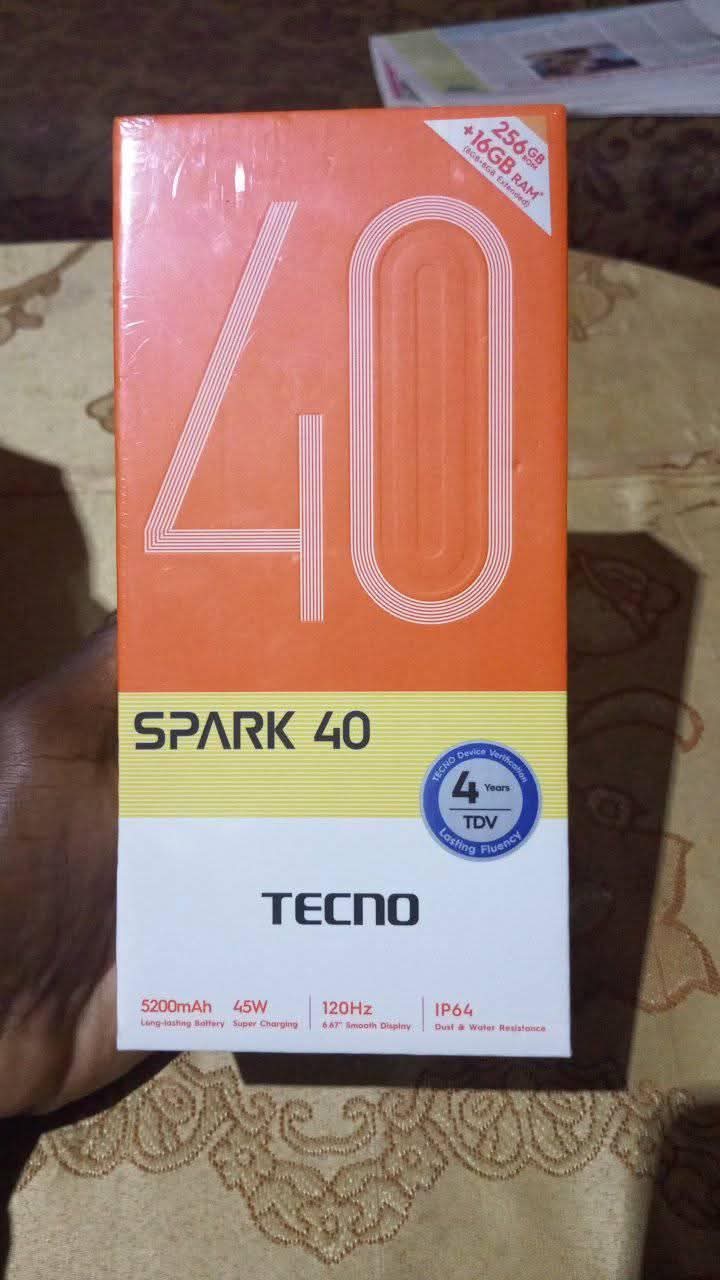 256GB ROM
+16GB RAM*
(8GB+8GB Extended)
40
SPARK 40
TECNO Device Verification
4 Years
TDV
Lasting Fluency
TECNO
5200mAh 45W 120Hz IP64
Long-lasting Battery Super Charging 6.67" Smooth Display Dust & Water Resistance